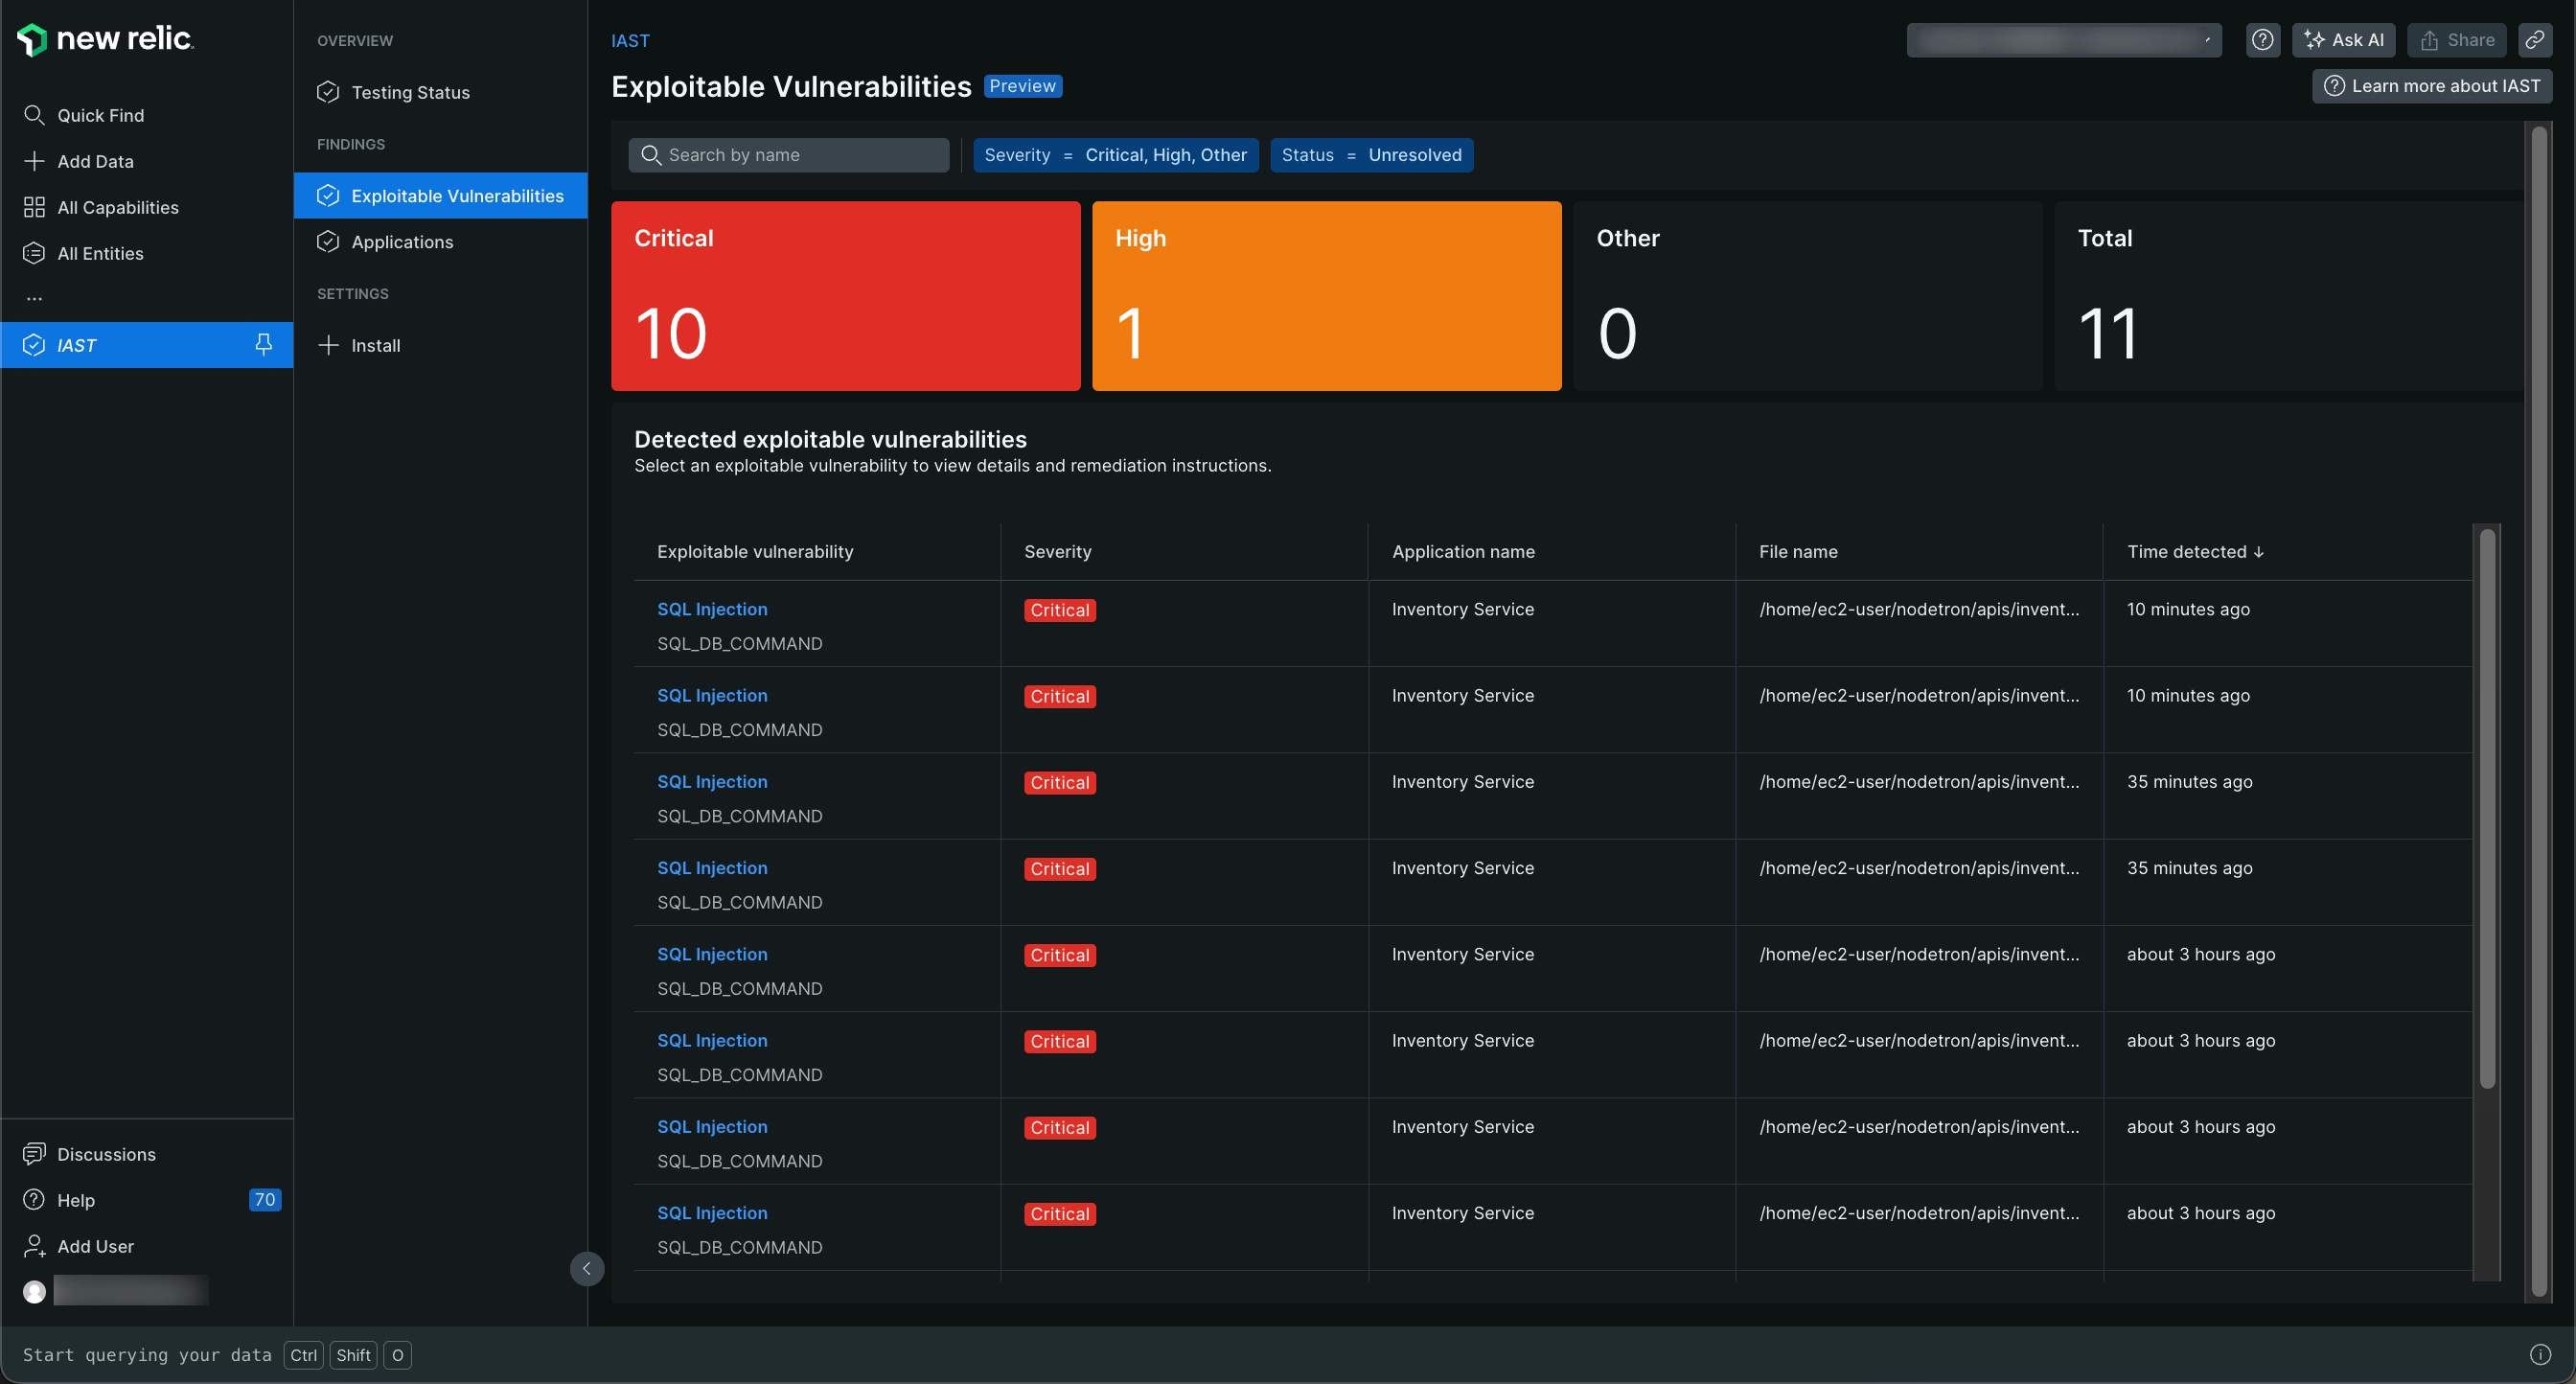 new relic.
Quick Find
Add Data
All Capabilities
All Entities
...
IAST
Discussions
Help 70
Add User
OVERVIEW
Testing Status
FINDINGS
Exploitable Vulnerabilities
Applications
SETTINGS
Install
IAST
Ask AI Share
Exploitable Vulnerabilities Preview
Learn more about IAST
Search by name Severity = Critical, High, Other Status = Unresolved
Critical High Other Total
10 1 0 11
Detected exploitable vulnerabilities
Select an exploitable vulnerability to view details and remediation instructions.
Exploitable vulnerability Severity Application name File name Time detected ↓
SQL Injection Critical Inventory Service /home/ec2-user/nodetron/apis/invent... 10 minutes ago
SQL_DB_COMMAND
SQL Injection Critical Inventory Service /home/ec2-user/nodetron/apis/invent... 10 minutes ago
SQL_DB_COMMAND
SQL Injection Critical Inventory Service /home/ec2-user/nodetron/apis/invent... 35 minutes ago
SQL_DB_COMMAND
SQL Injection Critical Inventory Service /home/ec2-user/nodetron/apis/invent... 35 minutes ago
SQL_DB_COMMAND
SQL Injection Critical Inventory Service /home/ec2-user/nodetron/apis/invent... about 3 hours ago
SQL_DB_COMMAND
SQL Injection Critical Inventory Service /home/ec2-user/nodetron/apis/invent... about 3 hours ago
SQL_DB_COMMAND
SQL Injection Critical Inventory Service /home/ec2-user/nodetron/apis/invent... about 3 hours ago
SQL_DB_COMMAND
SQL Injection Critical Inventory Service /home/ec2-user/nodetron/apis/invent... about 3 hours ago
SQL_DB_COMMAND
Start querying your data Ctrl Shift O